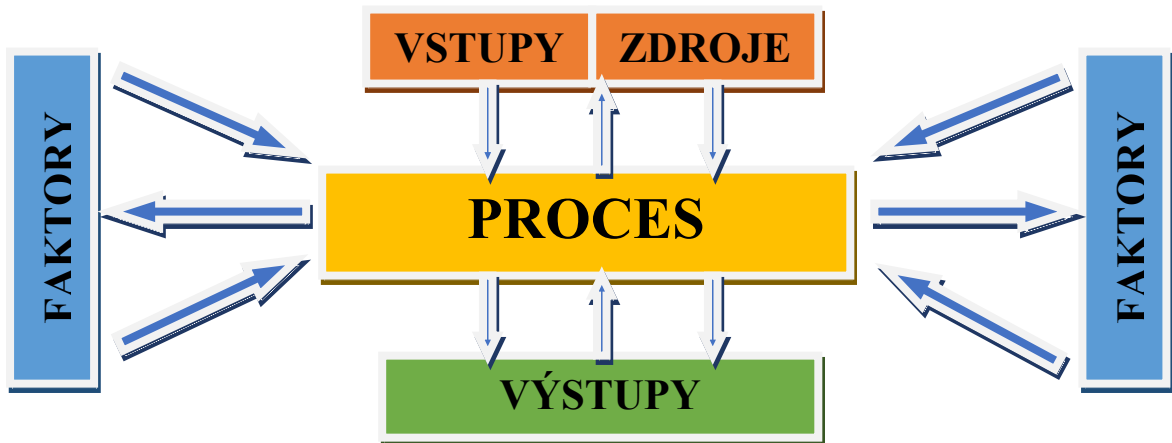 VSTUPY
ZDROJE
FAKTORY
PROCES
FAKTORY
VÝSTUPY